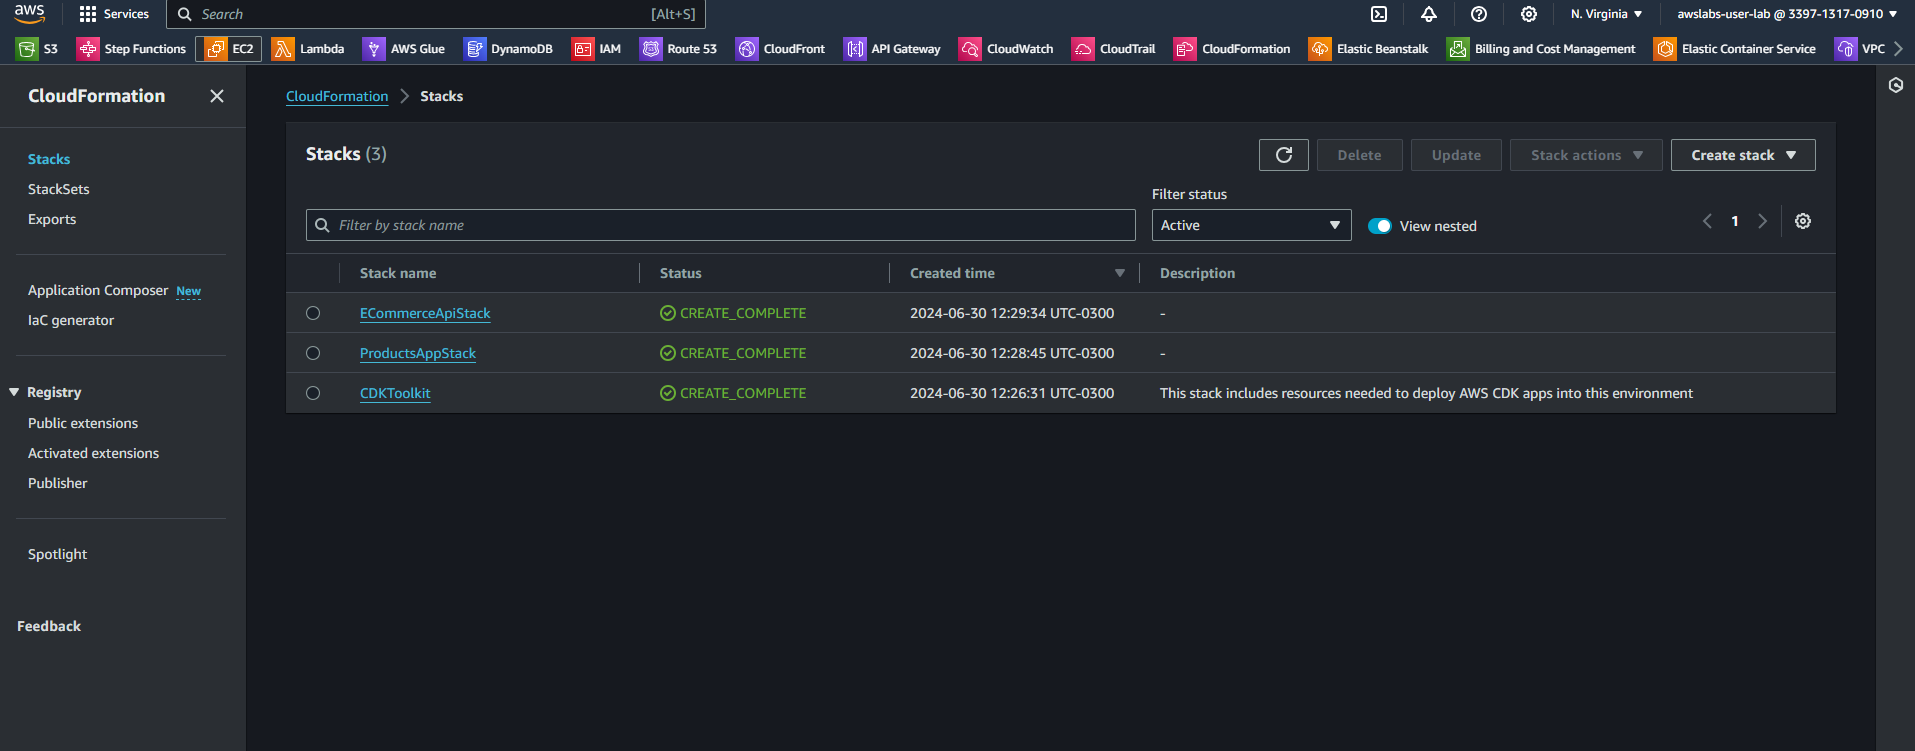 aws Services Search [Alt+S] N. Virginia awslabs-user-lab @ 3397-1317-0910
S3 Step Functions EC2 Lambda AWS Glue DynamoDB IAM Route 53 CloudFront API Gateway CloudWatch CloudTrail CloudFormation Elastic Beanstalk Billing and Cost Management Elastic Container Service VPC
CloudFormation
Stacks
StackSets
Exports
Application Composer New
IaC generator
Registry
Public extensions
Activated extensions
Publisher
Spotlight
Feedback
CloudFormation > Stacks
Stacks (3) Delete Update Stack actions Create stack
Filter status
Filter by stack name Active View nested 1
Stack name Status Created time Description
ECommerceApiStack CREATE_COMPLETE 2024-06-30 12:29:34 UTC-0300 -
ProductsAppStack CREATE_COMPLETE 2024-06-30 12:28:45 UTC-0300 -
CDKToolkit CREATE_COMPLETE 2024-06-30 12:26:31 UTC-0300 This stack includes resources needed to deploy AWS CDK apps into this environment